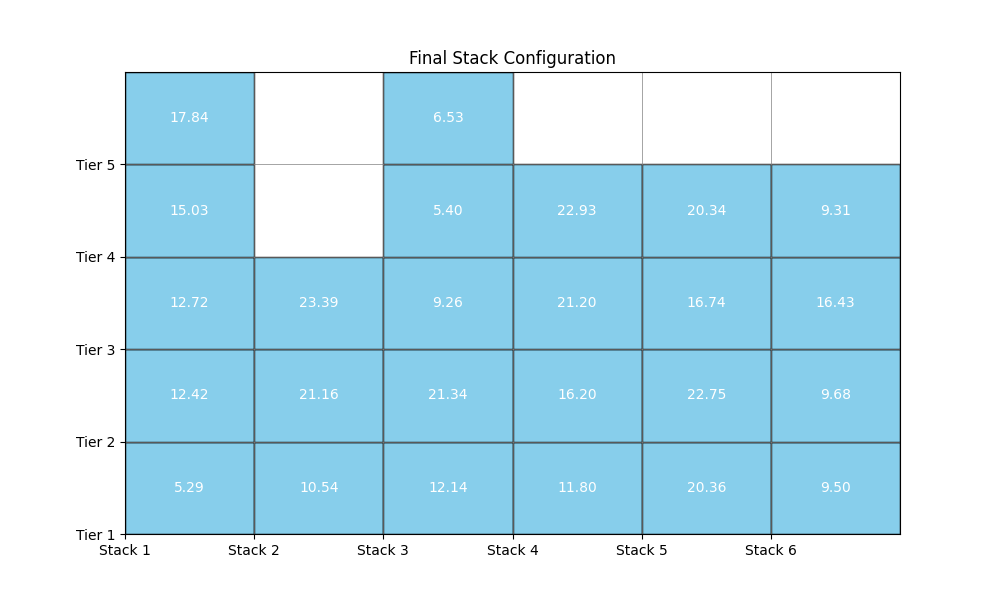 Final Stack Configuration
17.84 6.53
Tier 5
15.03 5.40 22.93 20.34 9.31
Tier 4
12.72 23.39 9.26 21.20 16.74 16.43
Tier 3
12.42 21.16 21.34 16.20 22.75 9.68
Tier 2
5.29 10.54 12.14 11.80 20.36 9.50
Tier 1
Stack 1 Stack 2 Stack 3 Stack 4 Stack 5 Stack 6